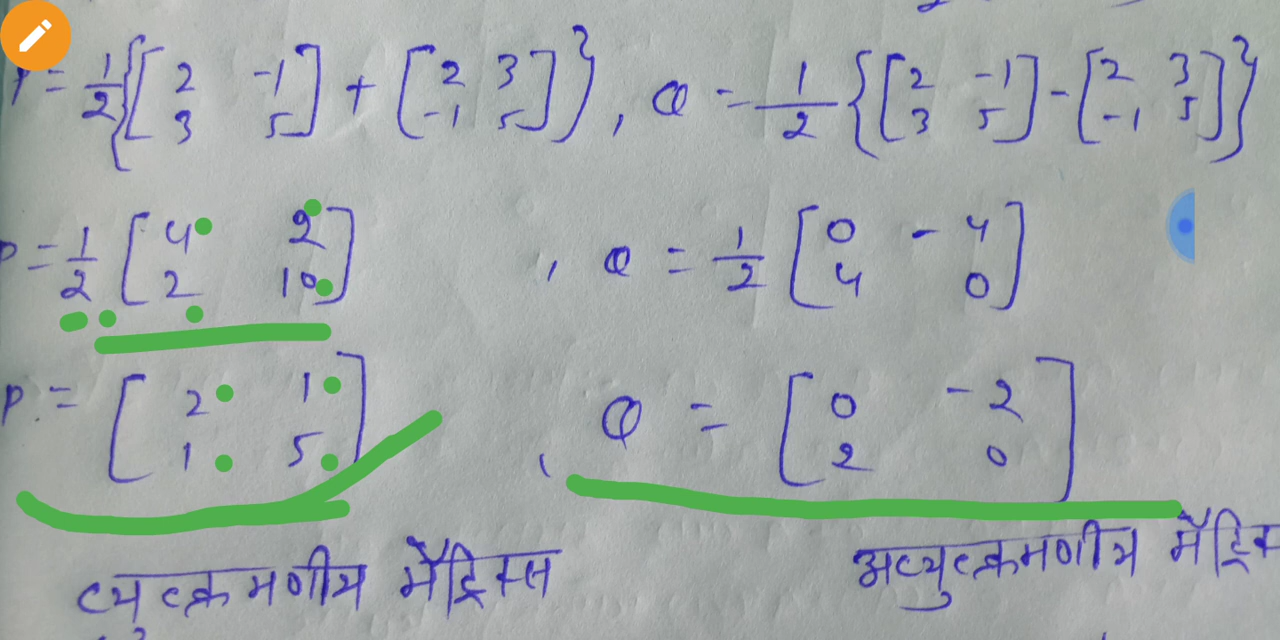 P = 1/2 {[2 -1; 3 5] + [2 3; -1 5]}, Q = 1/2 {[2 -1; 3 5] - [2 3; -1 5]}
P = 1/2 [4 2; 2 10] , Q = 1/2 [0 -4; 4 0]
P = [2 1; 1 5] , Q = [0 -2; 2 0]
व्युत्क्रमणीय मैट्रिक्स अव्युत्क्रमणीय